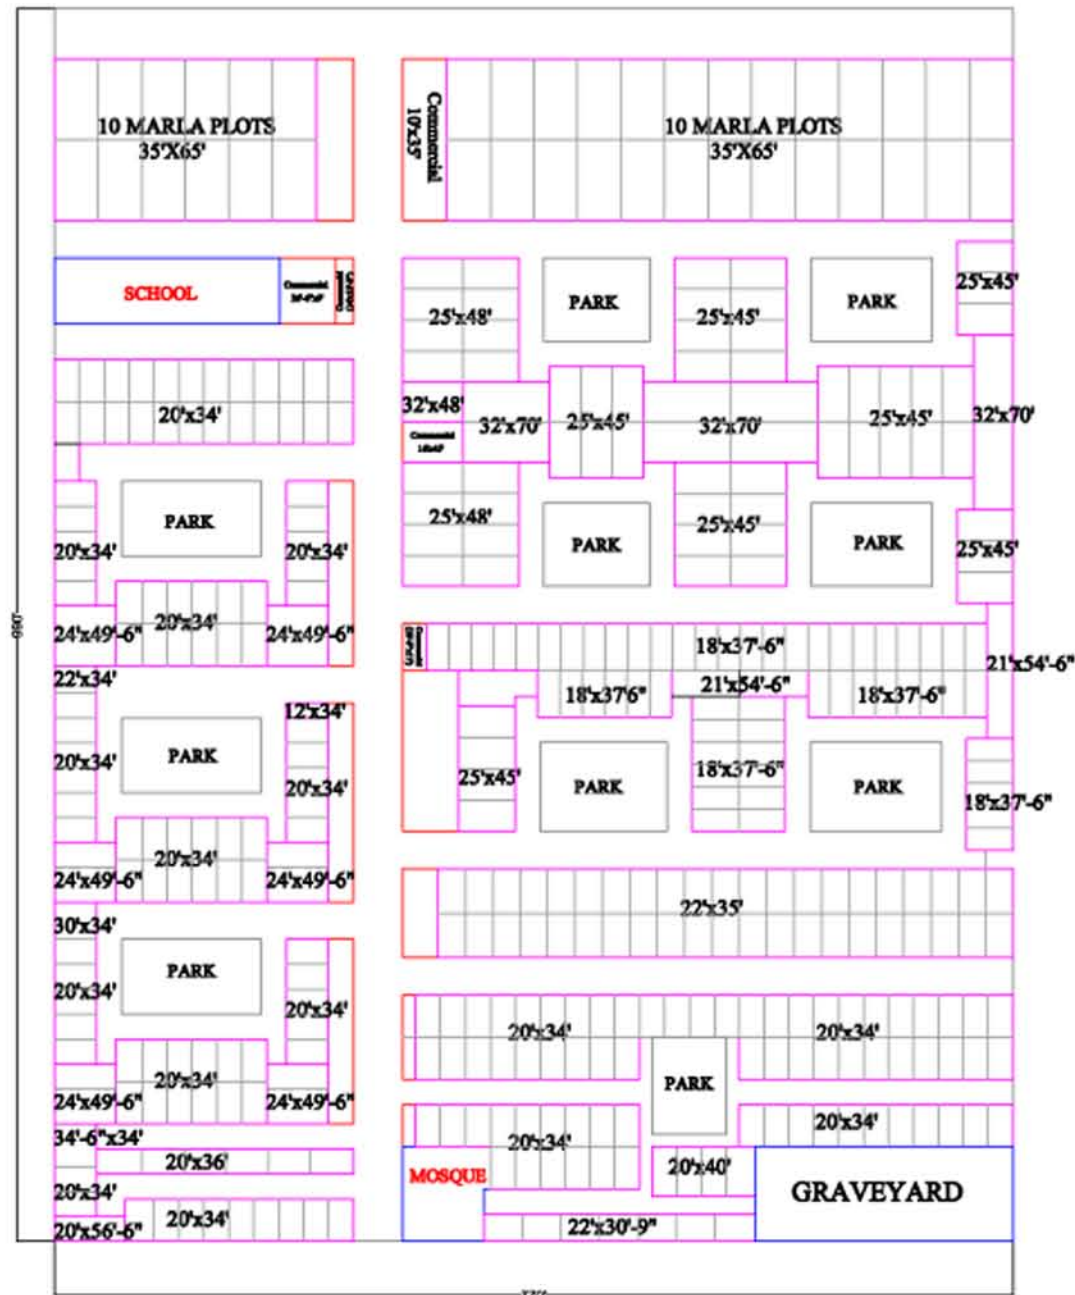 10 MARLA PLOTS
35'X65'
Commercial
10'x35'
10 MARLA PLOTS
35'X65'
SCHOOL
Commercial
25'x48'
PARK
25'x45'
PARK
25'x45'
20'x34'
32'x48'
Commercial
32'x70'
25'x45'
32'x70'
25'x45'
32'x70'
PARK
20'x34'
20'x34'
25'x48'
PARK
25'x45'
PARK
25'x45'
990'
24'x49'-6"
20'x34'
24'x49'-6"
Commercial
18'x37'-6"
21'x54'-6"
22'x34'
18'x37'6"
21'x54'-6"
18'x37'-6"
12'x34'
20'x34'
PARK
20'x34'
25'x45'
PARK
18'x37'-6"
PARK
18'x37'-6"
24'x49'-6"
20'x34'
24'x49'-6"
22'x35'
30'x34'
20'x34'
PARK
20'x34'
20'x34'
20'x34'
24'x49'-6"
20'x34'
24'x49'-6"
PARK
34'-6"x34'
20'x36'
20'x34'
20'x34'
MOSQUE
20'x40'
GRAVEYARD
20'x34'
20'x56'-6"
20'x34'
22'x30'-9"